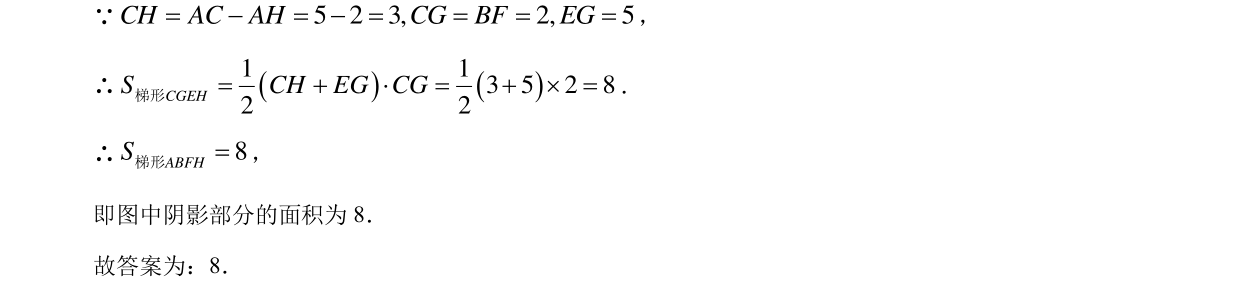 ∵CH=AC−AH=5−2=3,CG=BF=2,EG=5，
∴S梯形CGEH=1/2(CH+EG)·CG=1/2(3+5)×2=8．
∴S梯形ABFH=8，
即图中阴影部分的面积为 8．
故答案为：8．